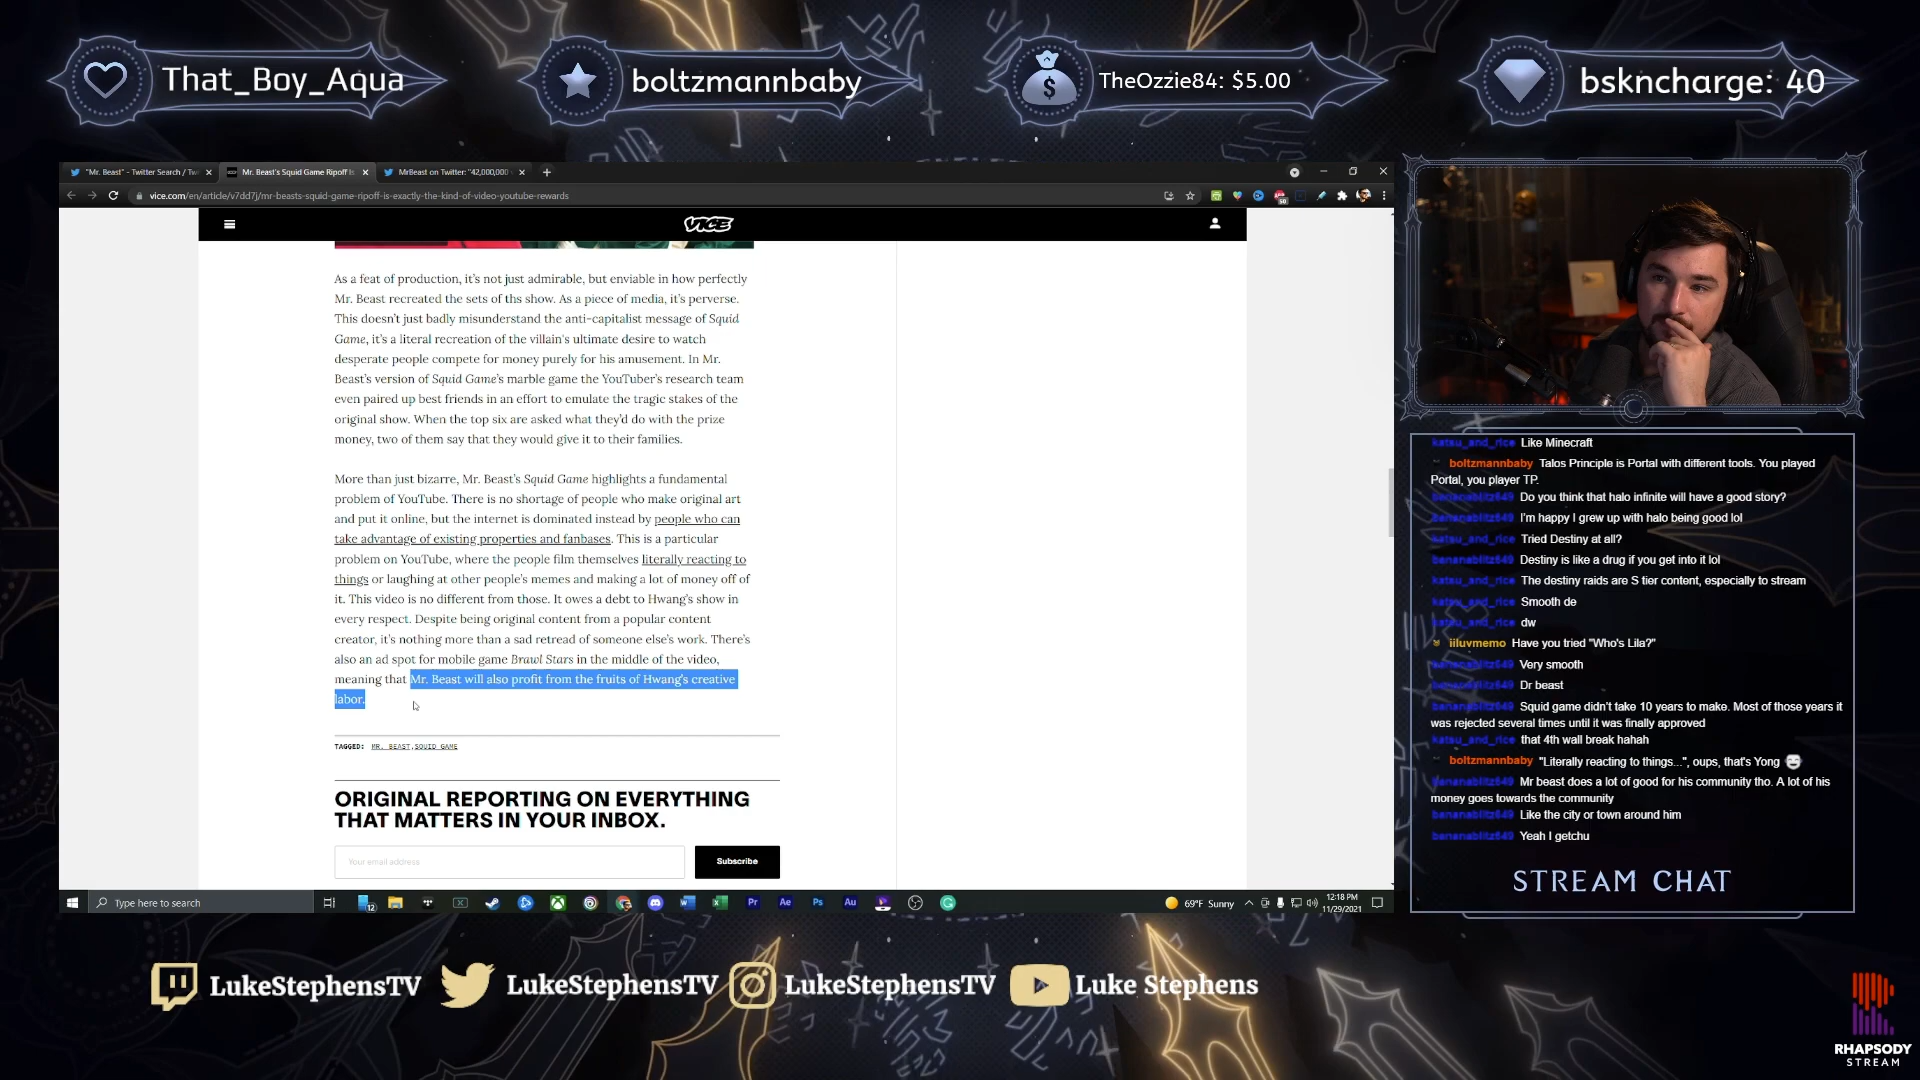 That_Boy_Aqua
boltzmannbaby
TheOzzie84: $5.00
bskncharge: 40
"Mr. Beast" - Twitter Search / Tw
Mr. Beast's Squid Game Ripoff Is
MrBeast on Twitter: "42,000,000
vice.com/en/article/v7dd7j/mr-beasts-squid-game-ripoff-is-exactly-the-kind-of-video-youtube-rewards
VICE
As a feat of production, it's not just admirable, but enviable in how perfectly
Mr. Beast recreated the sets of ths show. As a piece of media, it's perverse.
This doesn't just badly misunderstand the anti-capitalist message of Squid
Game, it's a literal recreation of the villain's ultimate desire to watch
desperate people compete for money purely for his amusement. In Mr.
Beast's version of Squid Game's marble game the YouTuber's research team
even paired up best friends in an effort to emulate the tragic stakes of the
original show. When the top six are asked what they'd do with the prize
money, two of them say that they would give it to their families.
More than just bizarre, Mr. Beast's Squid Game highlights a fundamental
problem of YouTube. There is no shortage of people who make original art
and put it online, but the internet is dominated instead by people who can
take advantage of existing properties and fanbases. This is a particular
problem on YouTube, where the people film themselves literally reacting to
things or laughing at other people's memes and making a lot of money off of
it. This video is no different from those. It owes a debt to Hwang's show in
every respect. Despite being original content from a popular content
creator, it's nothing more than a sad retread of someone else's work. There's
also an ad spot for mobile game Brawl Stars in the middle of the video,
meaning that Mr. Beast will also profit from the fruits of Hwang's creative
labor.
TAGGED: MR. BEAST, SQUID GAME
ORIGINAL REPORTING ON EVERYTHING
THAT MATTERS IN YOUR INBOX.
Your email address
Subscribe
Type here to search
12
Pr
Ae
Ps
Au
69°F Sunny
12:18 PM
11/29/2021
katsu_and_rice Like Minecraft
boltzmannbaby Talos Principle is Portal with different tools. You played
Portal, you player TP.
bananablitz649 Do you think that halo infinite will have a good story?
bananablitz649 I'm happy I grew up with halo being good lol
katsu_and_rice Tried Destiny at all?
bananablitz649 Destiny is like a drug if you get into it lol
katsu_and_rice The destiny raids are S tier content, especially to stream
katsu_and_rice Smooth de
katsu_and_rice dw
iiluvmemo Have you tried "Who's Lila?"
bananablitz649 Very smooth
bananablitz649 Dr beast
bananablitz649 Squid game didn't take 10 years to make. Most of those years it
was rejected several times until it was finally approved
katsu_and_rice that 4th wall break hahah
boltzmannbaby "Literally reacting to things...", oups, that's Yong
bananablitz649 Mr beast does a lot of good for his community tho. A lot of his
money goes towards the community
bananablitz649 Like the city or town around him
bananablitz649 Yeah I getchu
STREAM CHAT
LukeStephensTV
LukeStephensTV
LukeStephensTV
Luke Stephens
RHAPSODY
STREAM